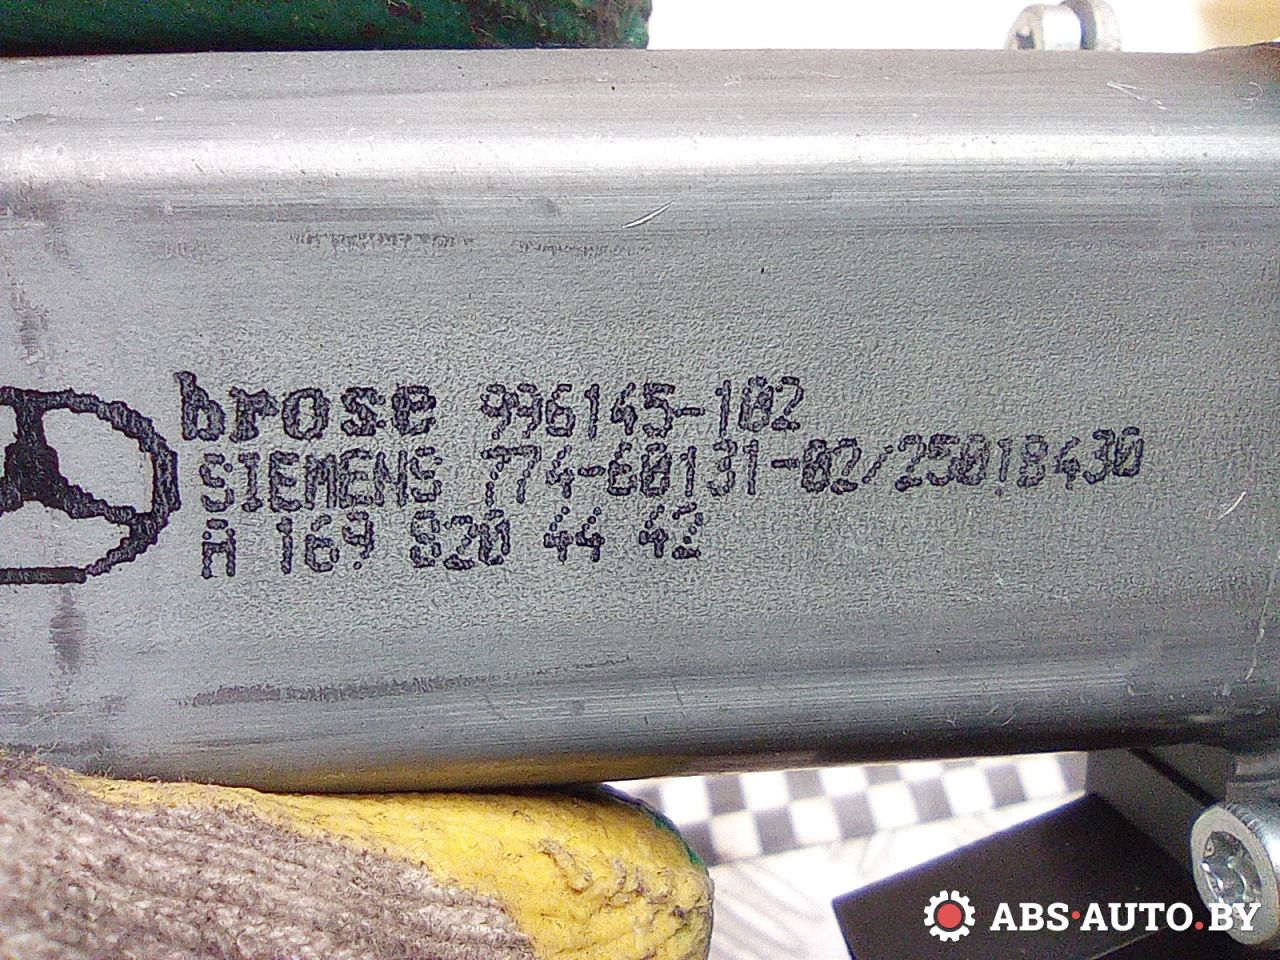 brose 996145-102
SIEMENS 774-60131-02/25018430
A 169 820 44 42
ABS·AUTO.BY